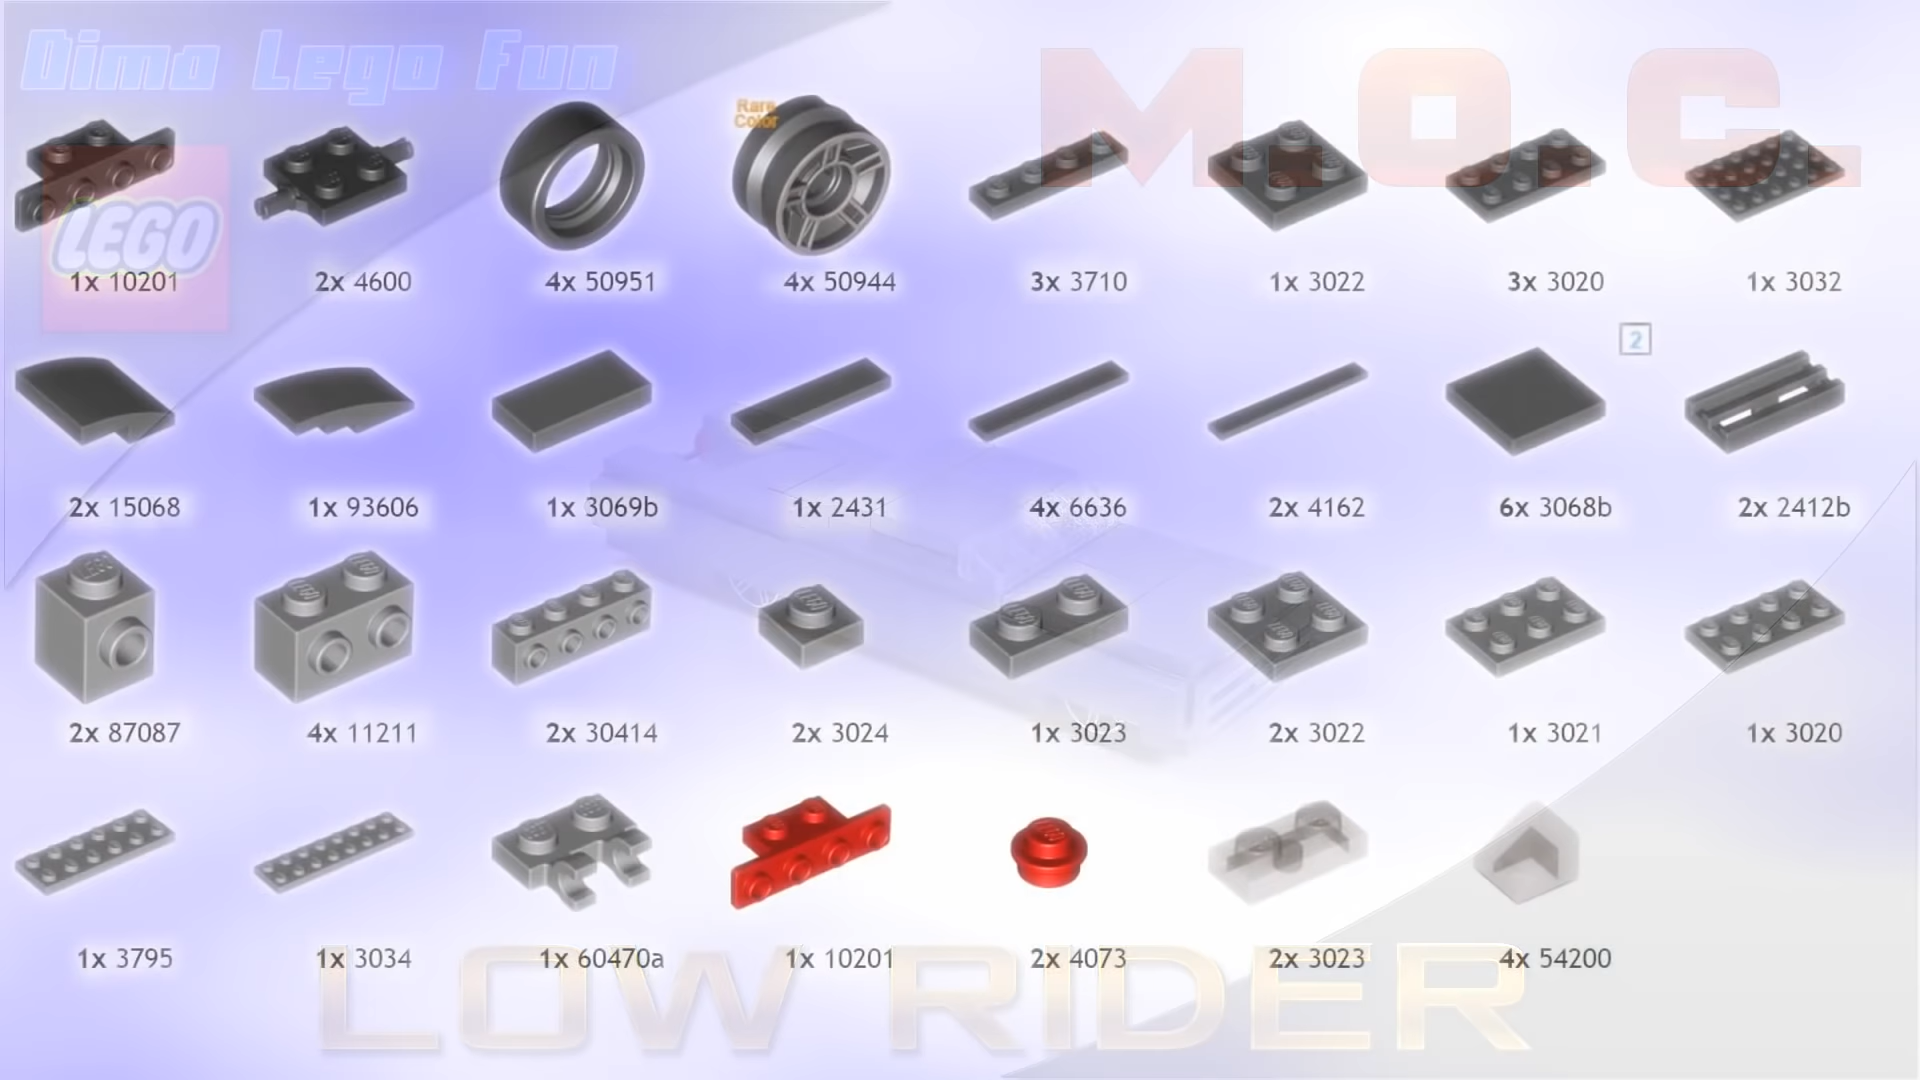 Dima Lego Fun
M.O.C.
Rare
Color
LEGO
1x 10201
2x 4600
4x 50951
4x 50944
3x 3710
1x 3022
3x 3020
1x 3032
2
2x 15068
1x 93606
1x 3069b
1x 2431
4x 6636
2x 4162
6x 3068b
2x 2412b
2x 87087
4x 11211
2x 30414
2x 3024
1x 3023
2x 3022
1x 3021
1x 3020
1x 3795
1x 3034
1x 60470a
1x 10201
2x 4073
2x 3023
4x 54200
LOW RIDER